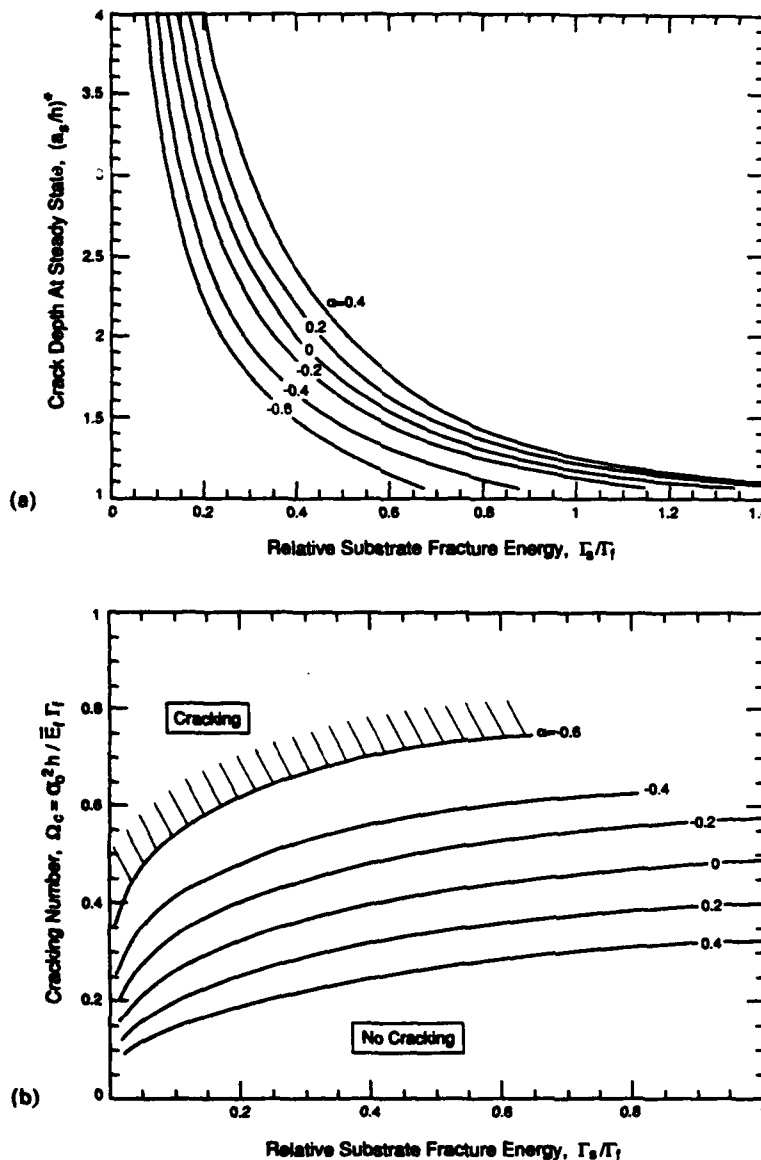 4
3.5
3
2.5
2
1.5
1
Crack Depth At Steady State, (a_s/h)*
α=0.4
0.2
0
-0.2
-0.4
-0.6
(a)
0 0.2 0.4 0.6 0.8 1 1.2 1.4
Relative Substrate Fracture Energy, Γ_s/Γ_f
1
0.8
0.6
0.4
0.2
0
Cracking Number, Ω_c = σ_o² h / Ē_f Γ_f
Cracking
α=-0.6
-0.4
-0.2
0
0.2
0.4
No Cracking
(b)
0.2 0.4 0.6 0.8
Relative Substrate Fracture Energy, Γ_s/Γ_f